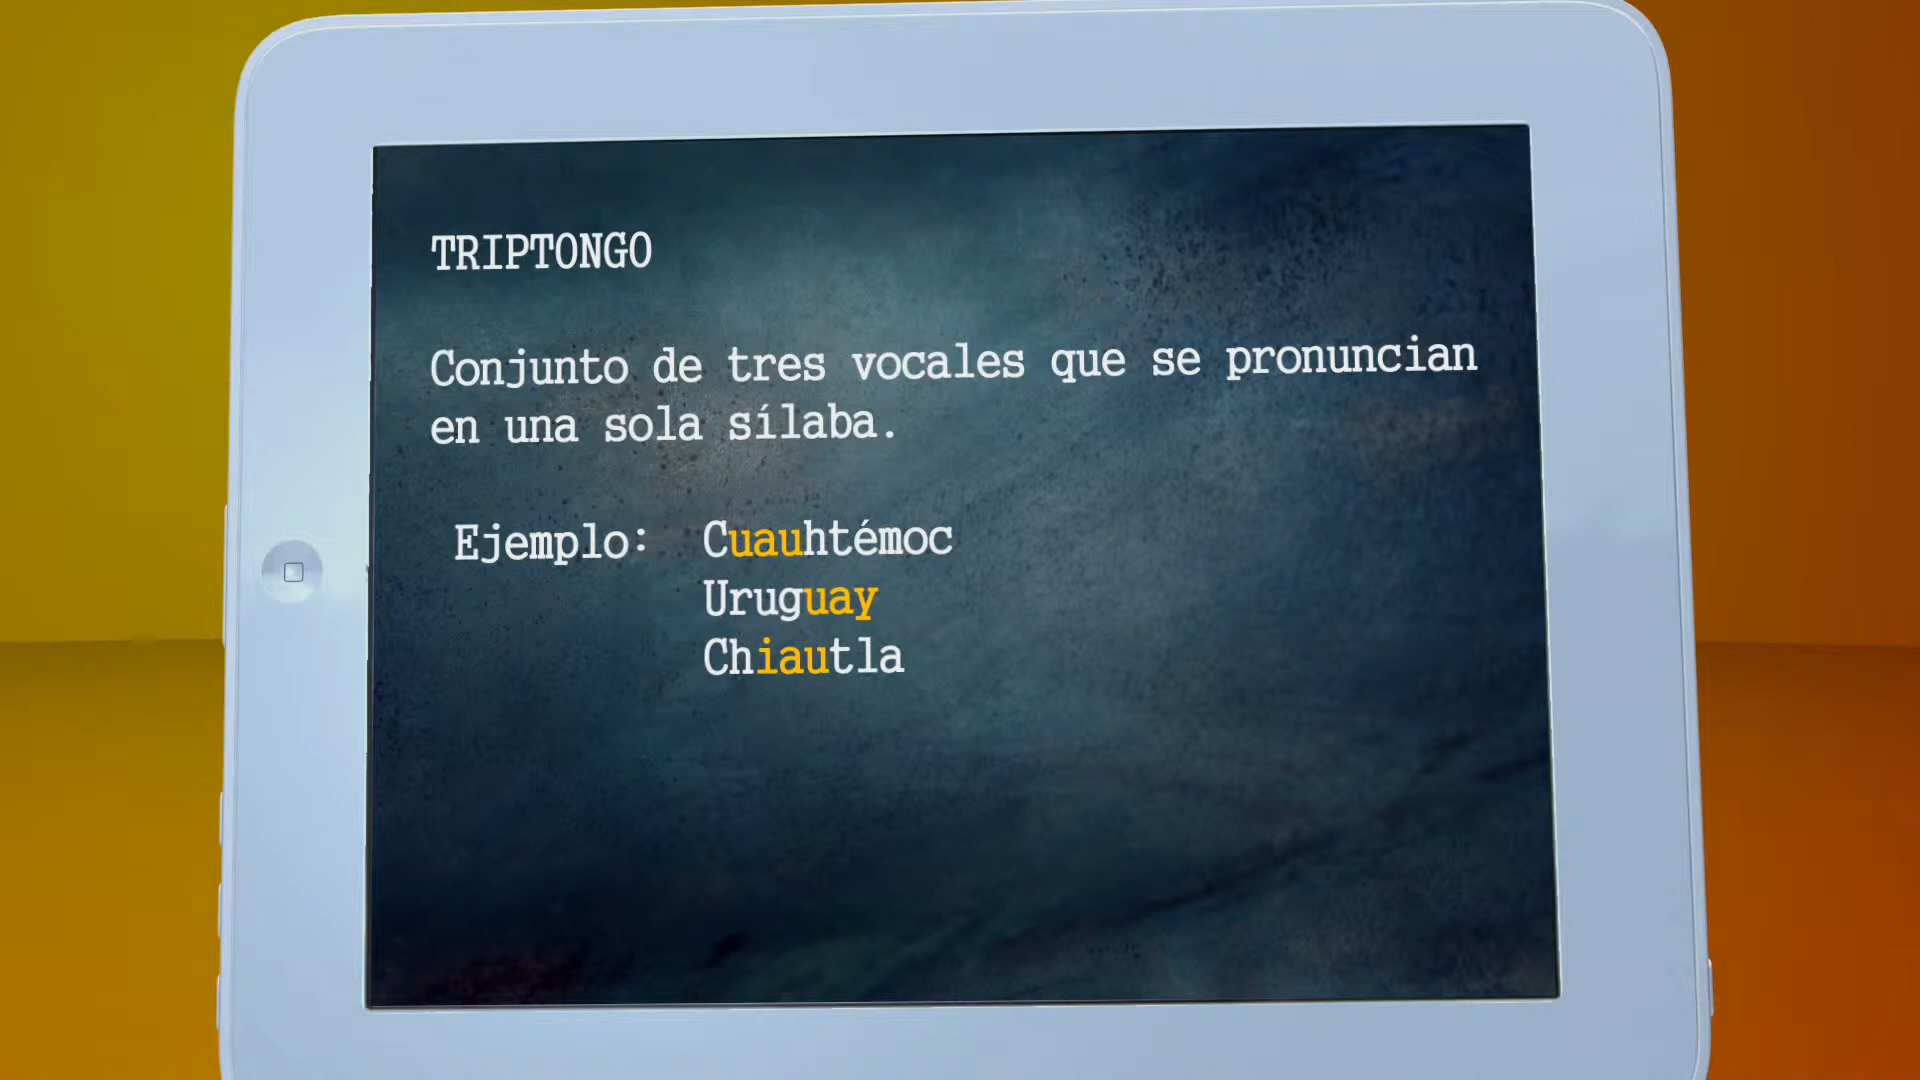 TRIPTONGO
Conjunto de tres vocales que se pronuncian
en una sola sílaba.
Ejemplo: Cuauhtémoc
Uruguay
Chiautla